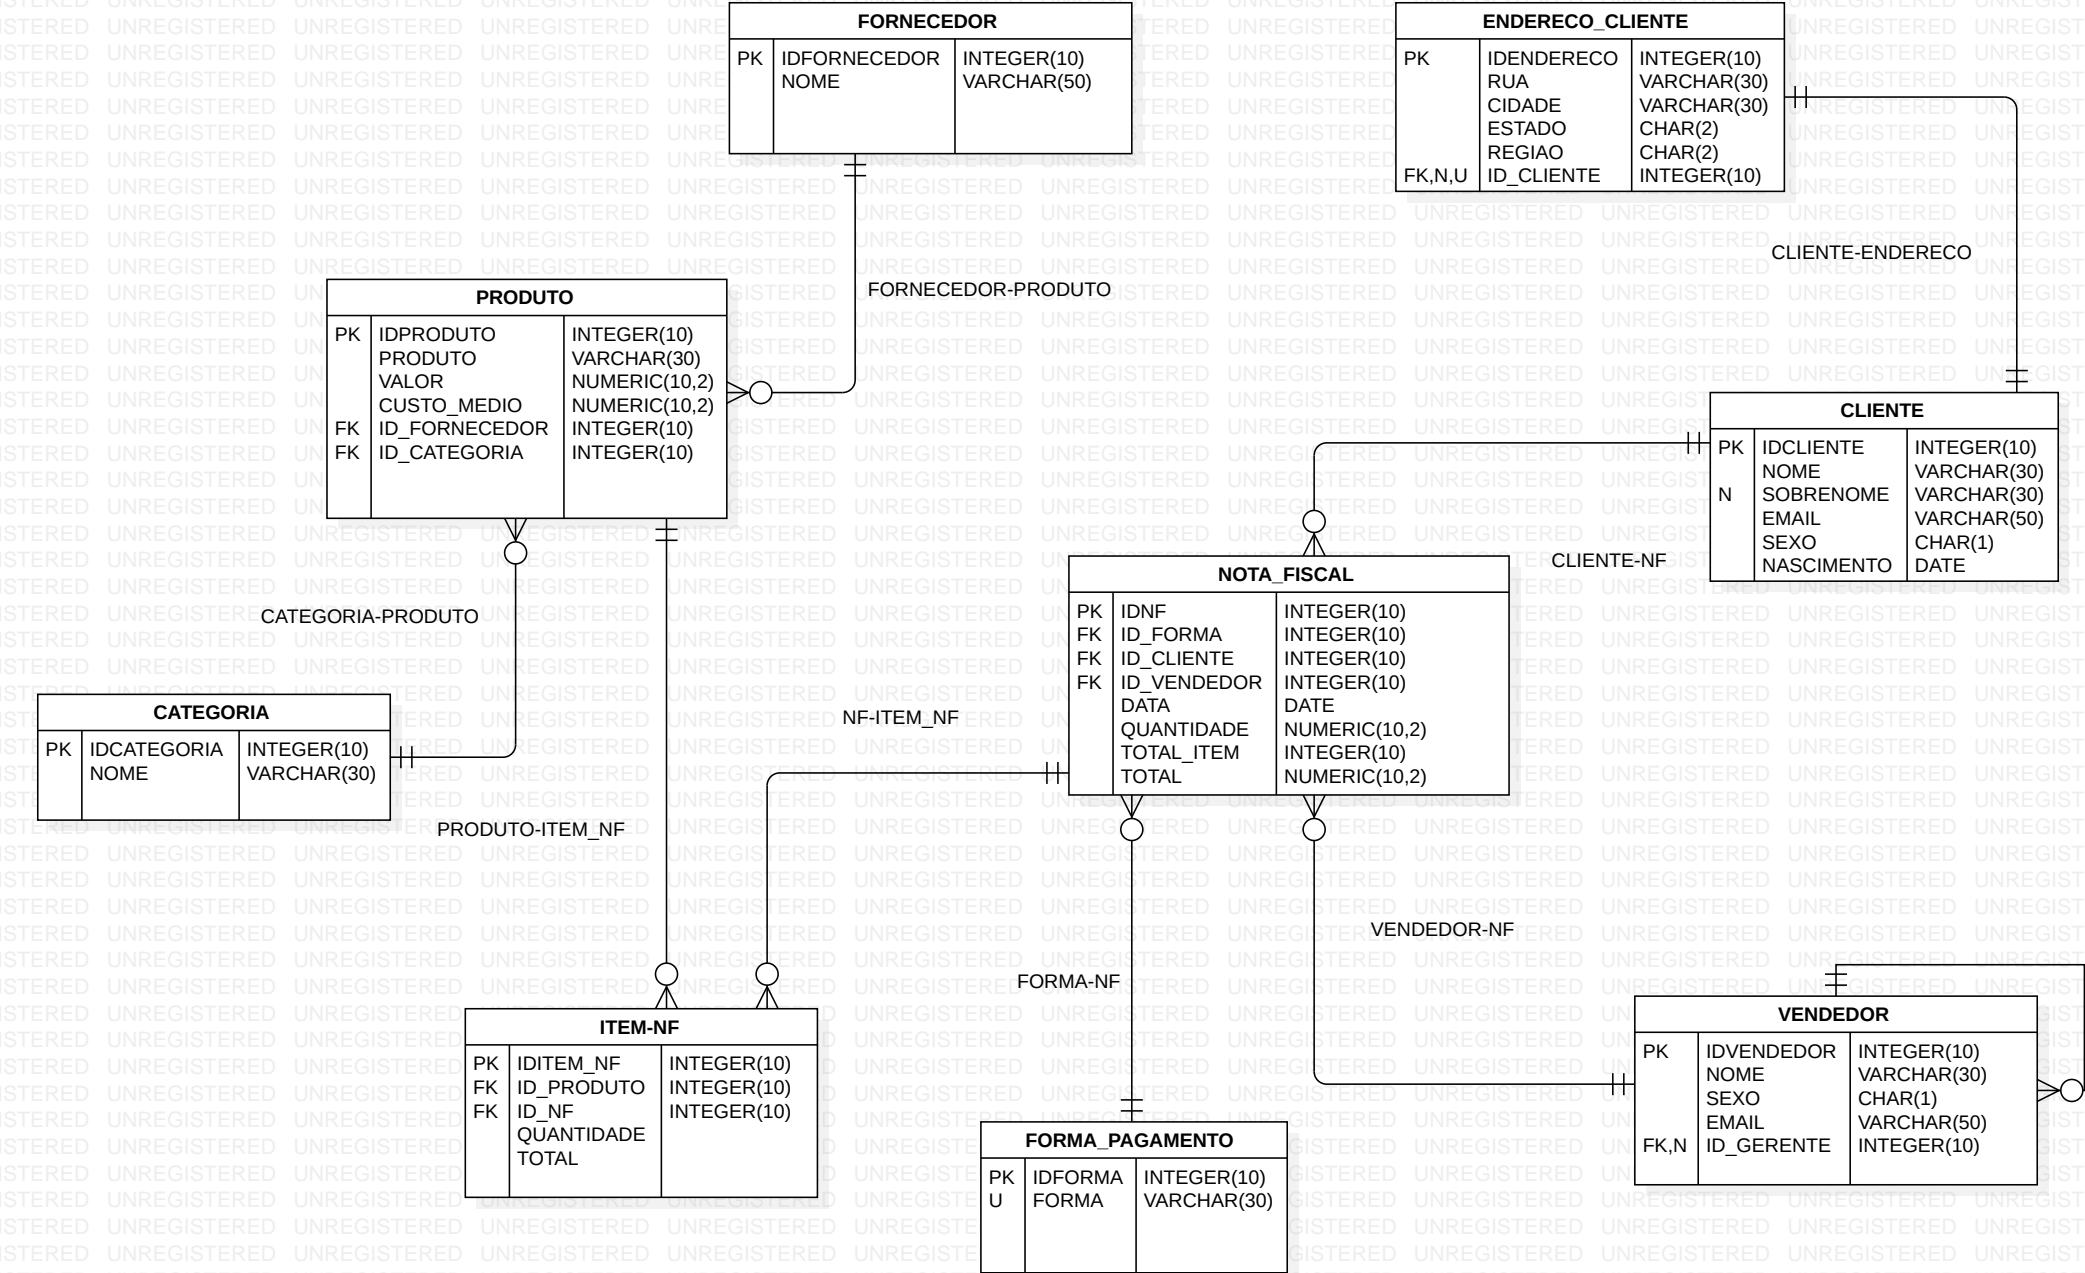 FORNECEDOR
PK IDFORNECEDOR INTEGER(10)
NOME VARCHAR(50)
ENDERECO_CLIENTE
PK IDENDERECO INTEGER(10)
RUA VARCHAR(30)
CIDADE VARCHAR(30)
ESTADO CHAR(2)
REGIAO CHAR(2)
FK,N,U ID_CLIENTE INTEGER(10)
CLIENTE-ENDERECO
FORNECEDOR-PRODUTO
PRODUTO
PK IDPRODUTO INTEGER(10)
PRODUTO VARCHAR(30)
VALOR NUMERIC(10,2)
CUSTO_MEDIO NUMERIC(10,2)
FK ID_FORNECEDOR INTEGER(10)
FK ID_CATEGORIA INTEGER(10)
CLIENTE
PK IDCLIENTE INTEGER(10)
NOME VARCHAR(30)
N SOBRENOME VARCHAR(30)
EMAIL VARCHAR(50)
SEXO CHAR(1)
NASCIMENTO DATE
CLIENTE-NF
NOTA_FISCAL
PK IDNF INTEGER(10)
FK ID_FORMA INTEGER(10)
FK ID_CLIENTE INTEGER(10)
FK ID_VENDEDOR INTEGER(10)
DATA DATE
QUANTIDADE NUMERIC(10,2)
TOTAL_ITEM INTEGER(10)
TOTAL NUMERIC(10,2)
CATEGORIA-PRODUTO
CATEGORIA
PK IDCATEGORIA INTEGER(10)
NOME VARCHAR(30)
NF-ITEM_NF
PRODUTO-ITEM_NF
VENDEDOR-NF
FORMA-NF
ITEM-NF
PK IDITEM_NF INTEGER(10)
FK ID_PRODUTO INTEGER(10)
FK ID_NF INTEGER(10)
QUANTIDADE
TOTAL
VENDEDOR
PK IDVENDEDOR INTEGER(10)
NOME VARCHAR(30)
SEXO CHAR(1)
EMAIL VARCHAR(50)
FK,N ID_GERENTE INTEGER(10)
FORMA_PAGAMENTO
PK IDFORMA INTEGER(10)
U FORMA VARCHAR(30)
UNREGISTERED